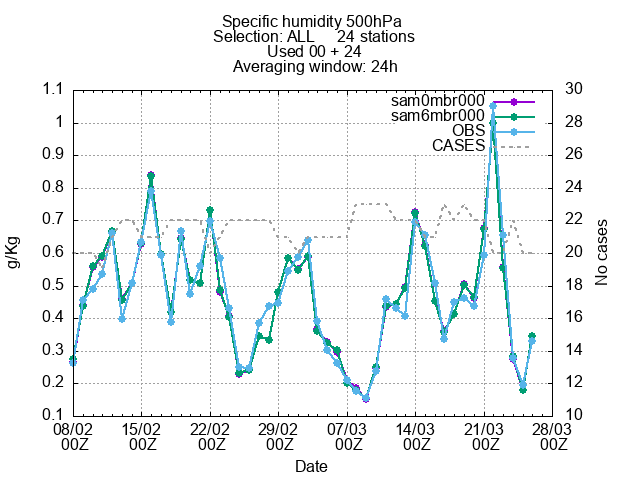 Specific humidity 500hPa
Selection: ALL 24 stations
Used 00 + 24
Averaging window: 24h
sam0mbr000
sam6mbr000
OBS
CASES
1.1
1
0.9
0.8
0.7
0.6
0.5
0.4
0.3
0.2
0.1
g/Kg
30
28
26
24
22
20
18
16
14
12
10
No cases
08/02 15/02 22/02 29/02 07/03 14/03 21/03 28/03
00Z 00Z 00Z 00Z 00Z 00Z 00Z 00Z
Date